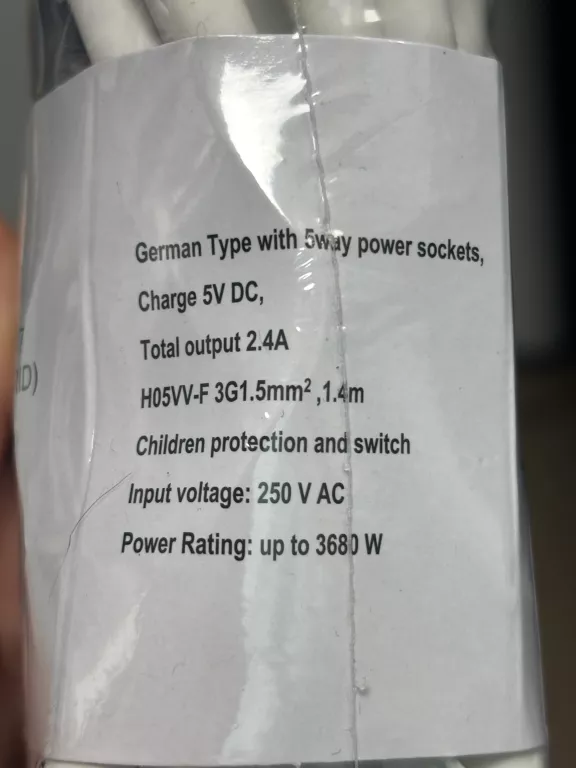 German Type with 5way power sockets,
Charge 5V DC,
Total output 2.4A
H05VV-F 3G1.5mm² ,1.4m
Children protection and switch
Input voltage: 250 V AC
Power Rating: up to 3680 W